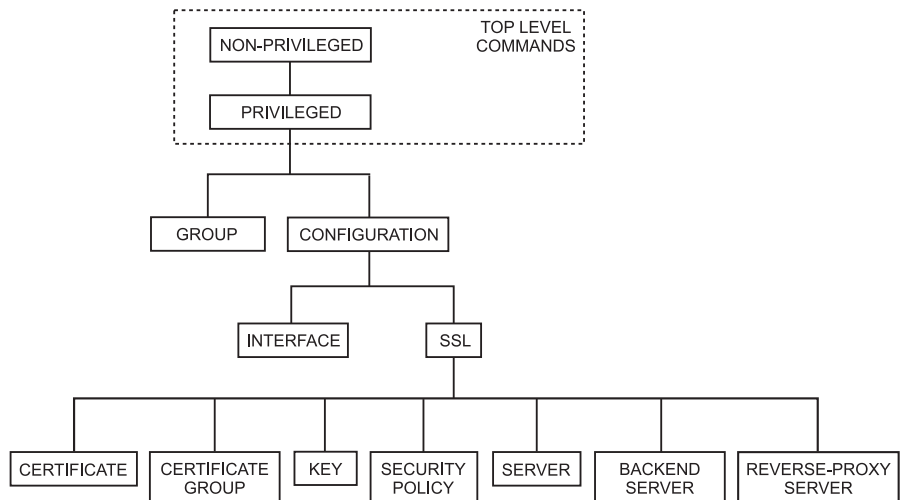 TOP LEVEL
COMMANDS
NON-PRIVILEGED
PRIVILEGED
GROUP
CONFIGURATION
INTERFACE
SSL
CERTIFICATE
CERTIFICATE
GROUP
KEY
SECURITY
POLICY
SERVER
BACKEND
SERVER
REVERSE-PROXY
SERVER